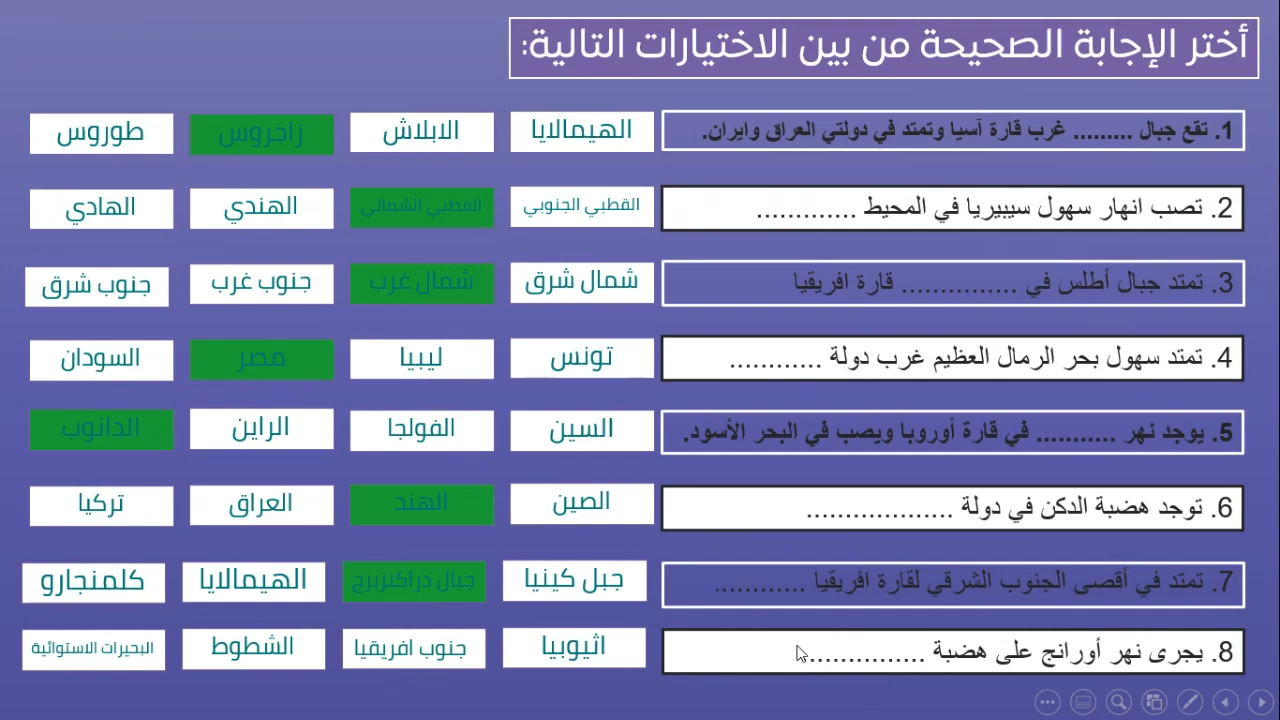 أختر الإجابة الصحيحة من بين الاختيارات التالية:
1. تقع جبال ......... غرب قارة آسيا وتمتد في دولتي العراق وايران.
الهيمالايا
الابلاش
زاجروس
طوروس
2. تصب انهار سهول سيبيريا في المحيط .............
القطبي الجنوبي
القطبي الشمالي
الهندي
الهادي
3. تمتد جبال أطلس في ............... قارة افريقيا
شمال شرق
شمال غرب
جنوب غرب
جنوب شرق
4. تمتد سهول بحر الرمال العظيم غرب دولة ............
تونس
ليبيا
مصر
السودان
5. يوجد نهر ........... في قارة أوروبا ويصب في البحر الأسود.
السين
الفولجا
الراين
الدانوب
6. توجد هضبة الدكن في دولة ...................
الصين
الهند
العراق
تركيا
7. تمتد في أقصى الجنوب الشرقي لقارة افريقيا ............
جبل كينيا
جبال دراكنزبرج
الهيمالايا
كلمنجارو
8. يجرى نهر أورانج على هضبة ...............
اثيوبيا
جنوب افريقيا
الشطوط
البحيرات الاستوائية